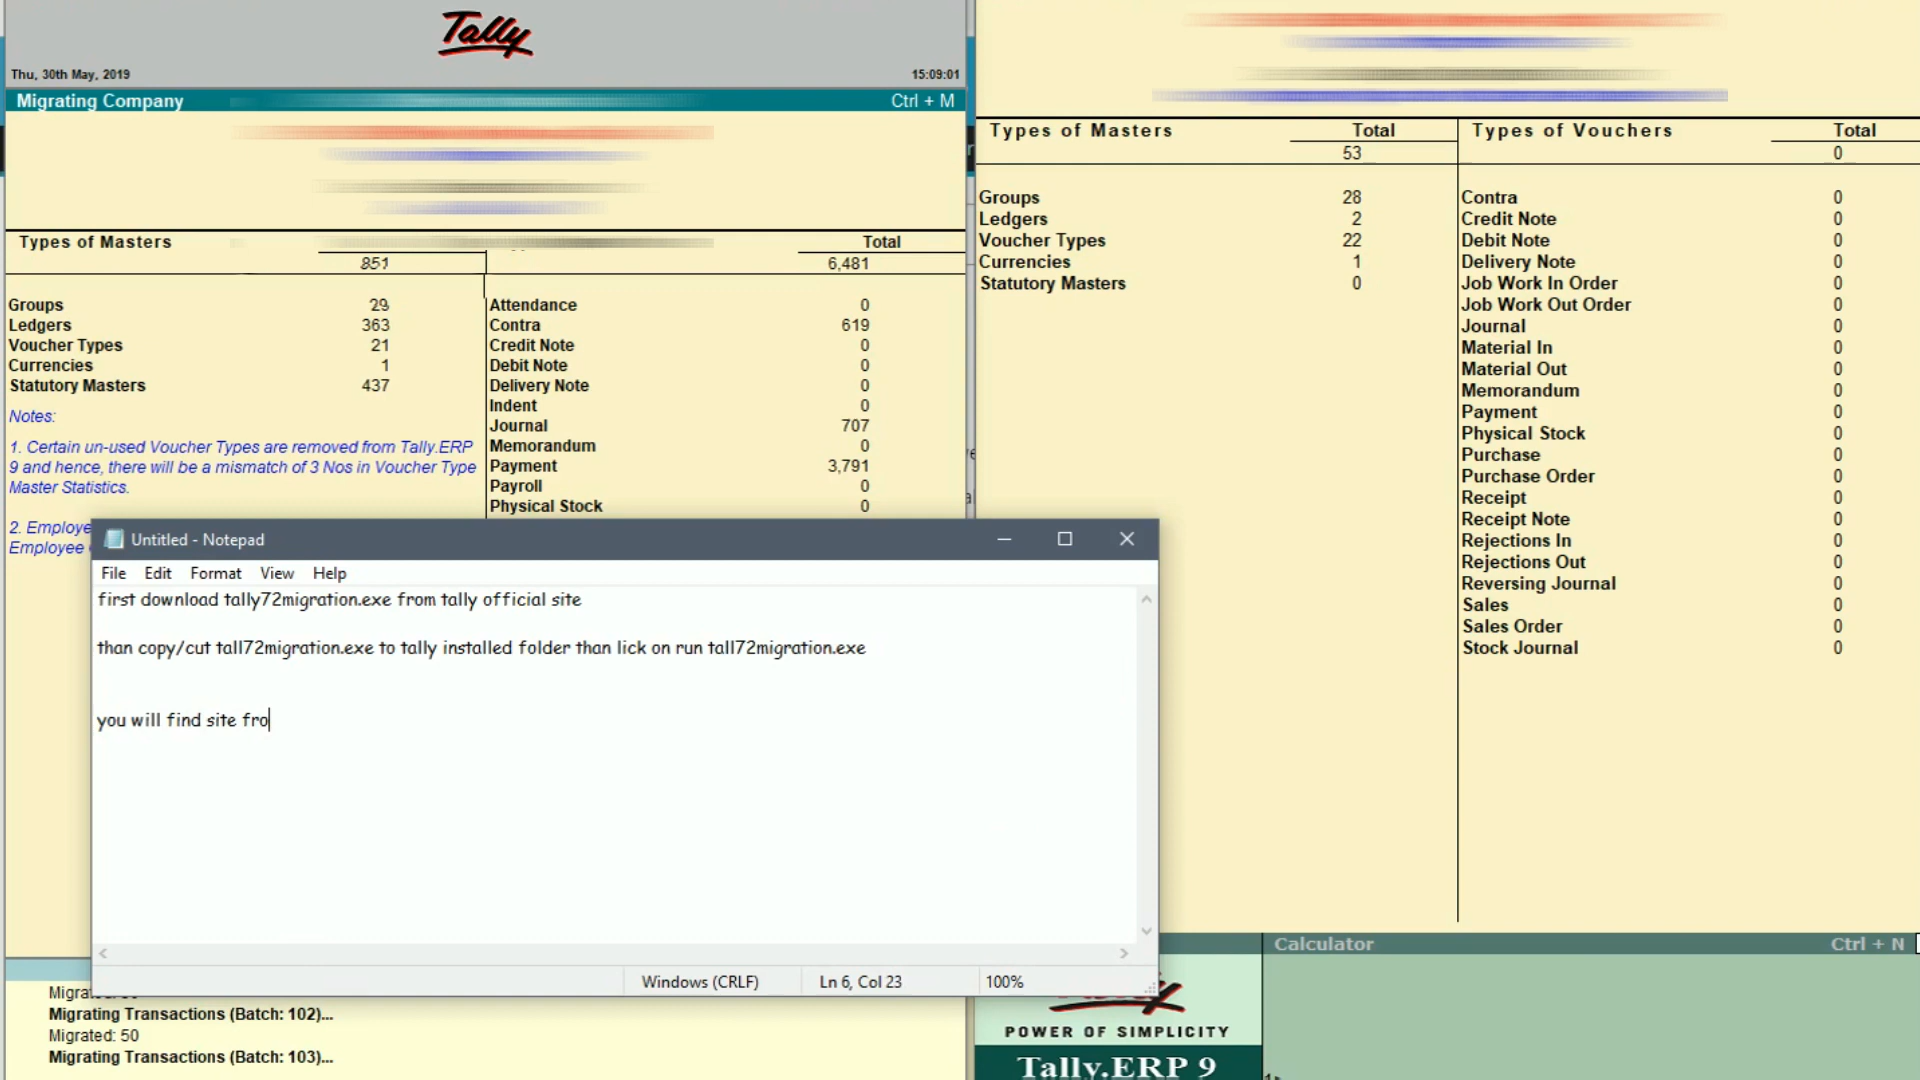 Tally
Thu, 30th May, 2019
15:09:01
Migrating Company
Ctrl + M
Types of Masters
Total
851
6,481
Groups 29
Ledgers 363
Voucher Types 21
Currencies 1
Statutory Masters 437
Notes:
1. Certain un-used Voucher Types are removed from Tally.ERP
9 and hence, there will be a mismatch of 3 Nos in Voucher Type
Master Statistics.
2. Employe
Employee
Attendance 0
Contra 619
Credit Note 0
Debit Note 0
Delivery Note 0
Indent 0
Journal 707
Memorandum 0
Payment 3,791
Payroll 0
Physical Stock 0
Types of Masters Total
53
Groups 28
Ledgers 2
Voucher Types 22
Currencies 1
Statutory Masters 0
Types of Vouchers Total
0
Contra 0
Credit Note 0
Debit Note 0
Delivery Note 0
Job Work In Order 0
Job Work Out Order 0
Journal 0
Material In 0
Material Out 0
Memorandum 0
Payment 0
Physical Stock 0
Purchase 0
Purchase Order 0
Receipt 0
Receipt Note 0
Rejections In 0
Rejections Out 0
Reversing Journal 0
Sales 0
Sales Order 0
Stock Journal 0
Untitled - Notepad
File Edit Format View Help
first download tally72migration.exe from tally official site
than copy/cut tall72migration.exe to tally installed folder than lick on run tall72migration.exe
you will find site fro
Windows (CRLF) Ln 6, Col 23 100%
Migrating Transactions (Batch: 102)...
Migrated: 50
Migrating Transactions (Batch: 103)...
POWER OF SIMPLICITY
Tally.ERP 9
Calculator Ctrl + N